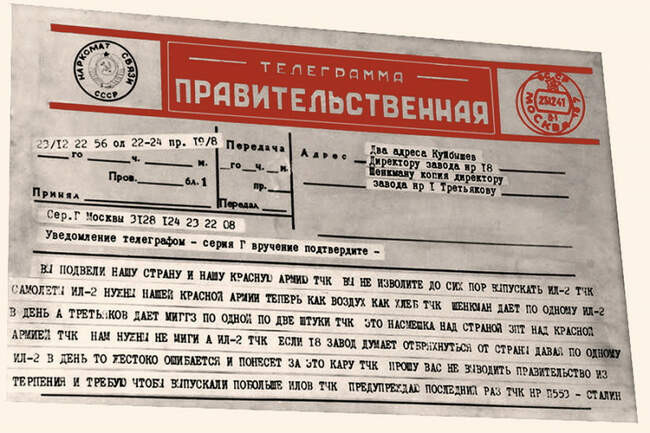 НАРКОМАТ СВЯЗИ
СССР
ТЕЛЕГРАММА
ПРАВИТЕЛЬСТВЕННАЯ
МОСКВА
23/12 22 56 ол 22-24 пр. 19/8
го ч. м.
Пров. бл.1
Принял
Передача
го ч. м.
пр.
Передал
Адрес Два адреса Куйбышев
Директору завода нр 18
Шенкману копия директору
завода нр 1 Третьякову
Сер.Г Москвы 3128 124 23 22 08
Уведомление телеграфом - серия Г вручение подтвердите -
ВЫ ПОДВЕЛИ НАШУ СТРАНУ И НАШУ КРАСНУЮ АРМИЮ ТЧК ВЫ НЕ ИЗВОЛИТЕ ДО СИХ ПОР ВЫПУСКАТЬ ИЛ-2 ТЧК
САМОЛЕТЫ ИЛ-2 НУЖНЫ НАШЕЙ КРАСНОЙ АРМИИ ТЕПЕРЬ КАК ВОЗДУХ КАК ХЛЕБ ТЧК ШЕНКМАН ДАЕТ ПО ОДНОМУ ИЛ-2
В ДЕНЬ А ТРЕТЬЯКОВ ДАЕТ МИГГЗ ПО ОДНОЙ ПО ДВЕ ШТУКИ ТЧК ЭТО НАСМЕШКА НАД СТРАНОЙ ЗПТ НАД КРАСНОЙ
АРМИЕЙ ТЧК НАМ НУЖНЫ НЕ МИГИ А ИЛ-2 ТЧК ЕСЛИ 18 ЗАВОД ДУМАЕТ ОТБРЯХНУТЬСЯ ОТ СТРАНЫ ДАВАЯ ПО ОДНОМУ
ИЛ-2 В ДЕНЬ ТО ЖЕСТОКО ОШИБАЕТСЯ И ПОНЕСЕТ ЗА ЭТО КАРУ ТЧК ПРОШУ ВАС НЕ ВЫВОДИТЬ ПРАВИТЕЛЬСТВО ИЗ
ТЕРПЕНИЯ И ТРЕБУЮ ЧТОБЫ ВЫПУСКАЛИ ПОБОЛЬШЕ ИЛОВ ТЧК ПРЕДУПРЕЖДАЮ ПОСЛЕДНИЙ РАЗ ТЧК НР П553 - СТАЛИН